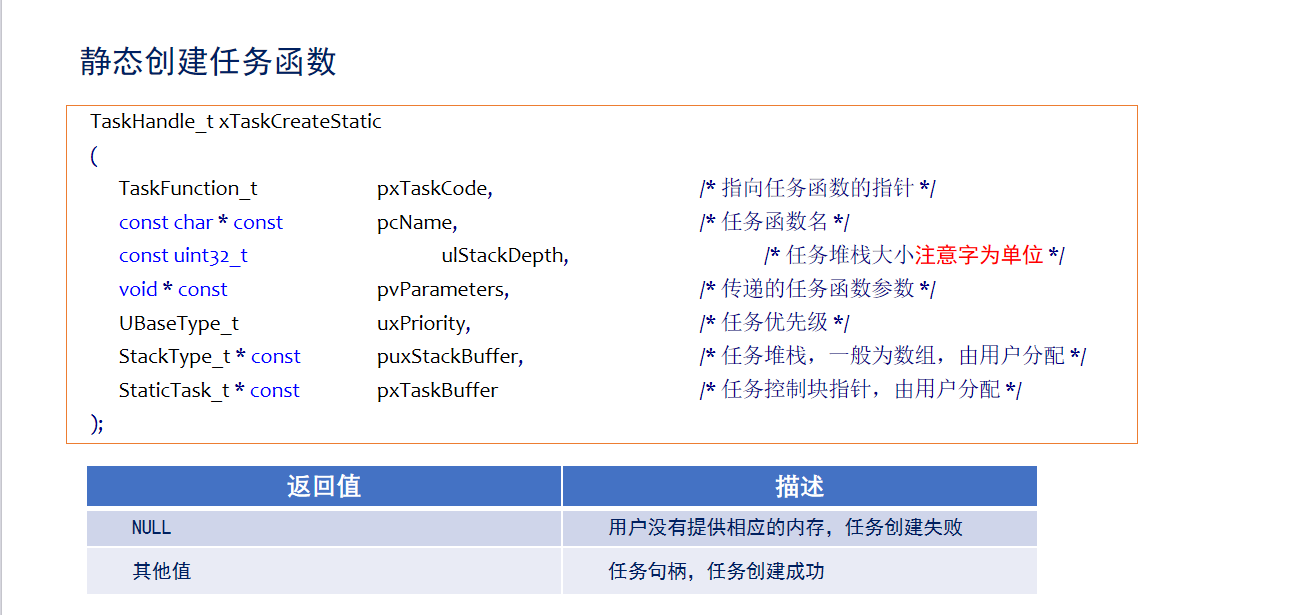 静态创建任务函数
TaskHandle_t xTaskCreateStatic
(
TaskFunction_t pxTaskCode, /* 指向任务函数的指针 */
const char * const pcName, /* 任务函数名 */
const uint32_t ulStackDepth, /* 任务堆栈大小注意字为单位 */
void * const pvParameters, /* 传递的任务函数参数 */
UBaseType_t uxPriority, /* 任务优先级 */
StackType_t * const puxStackBuffer, /* 任务堆栈，一般为数组，由用户分配 */
StaticTask_t * const pxTaskBuffer /* 任务控制块指针，由用户分配 */
);
返回值 描述
NULL 用户没有提供相应的内存，任务创建失败
其他值 任务句柄，任务创建成功